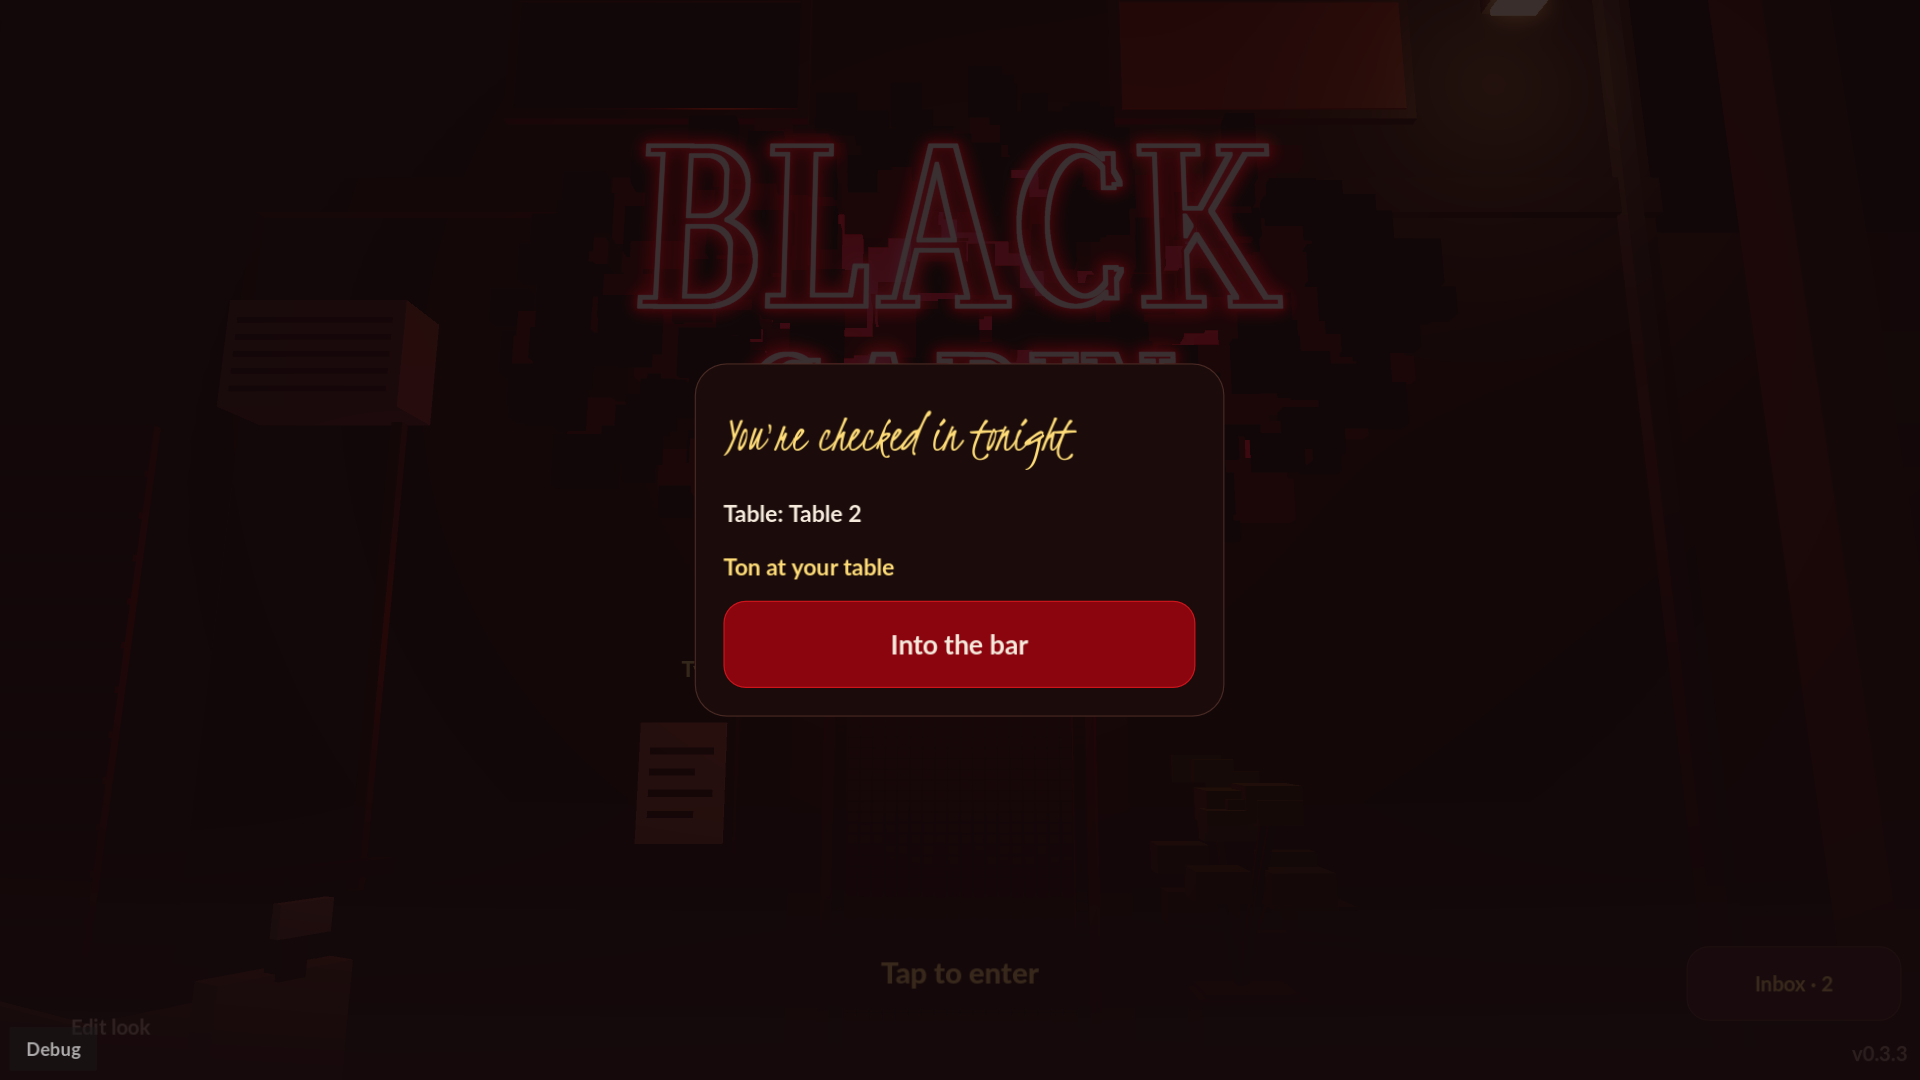 BLACK
You're checked in tonight
Table: Table 2
Ton at your table
Into the bar
Tap to enter
Inbox · 2
Edit look
Debug
v0.3.3